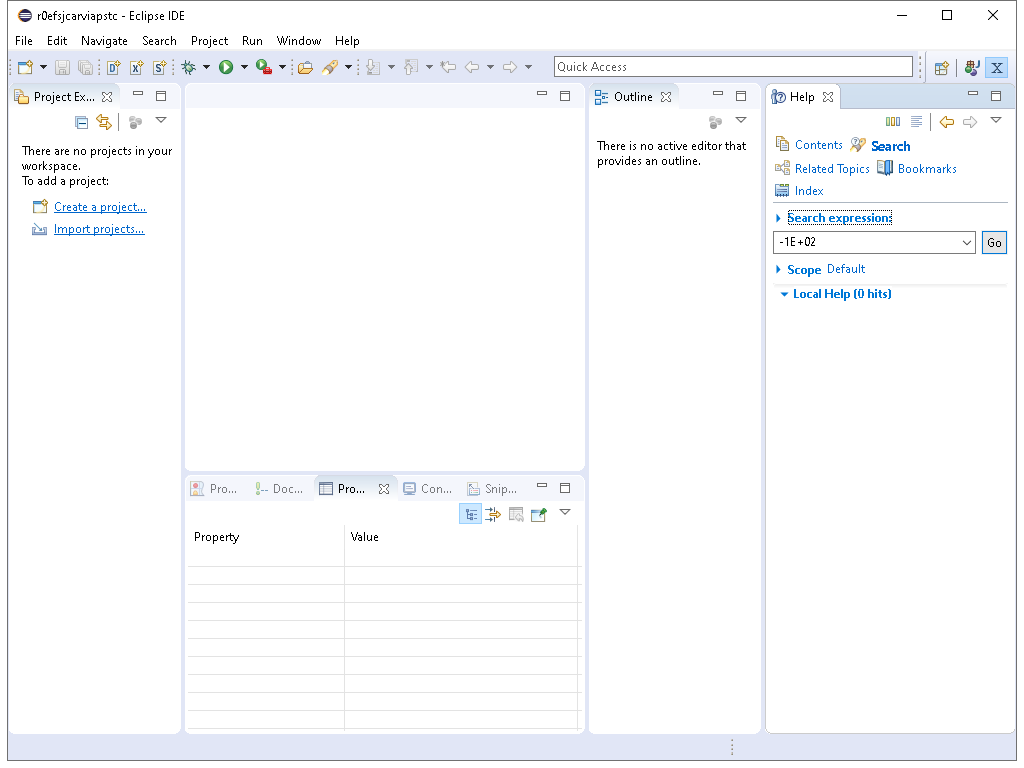 r0efsjcarviapstc - Eclipse IDE
File Edit Navigate Search Project Run Window Help
Quick Access
Project Ex...
There are no projects in your
workspace.
To add a project:
Create a project...
Import projects...
Outline
There is no active editor that
provides an outline.
Help
Contents Search
Related Topics Bookmarks
Index
Search expression:
-1E+02 Go
Scope Default
Local Help (0 hits)
Pro... Doc... Pro... Con... Snip...
Property Value